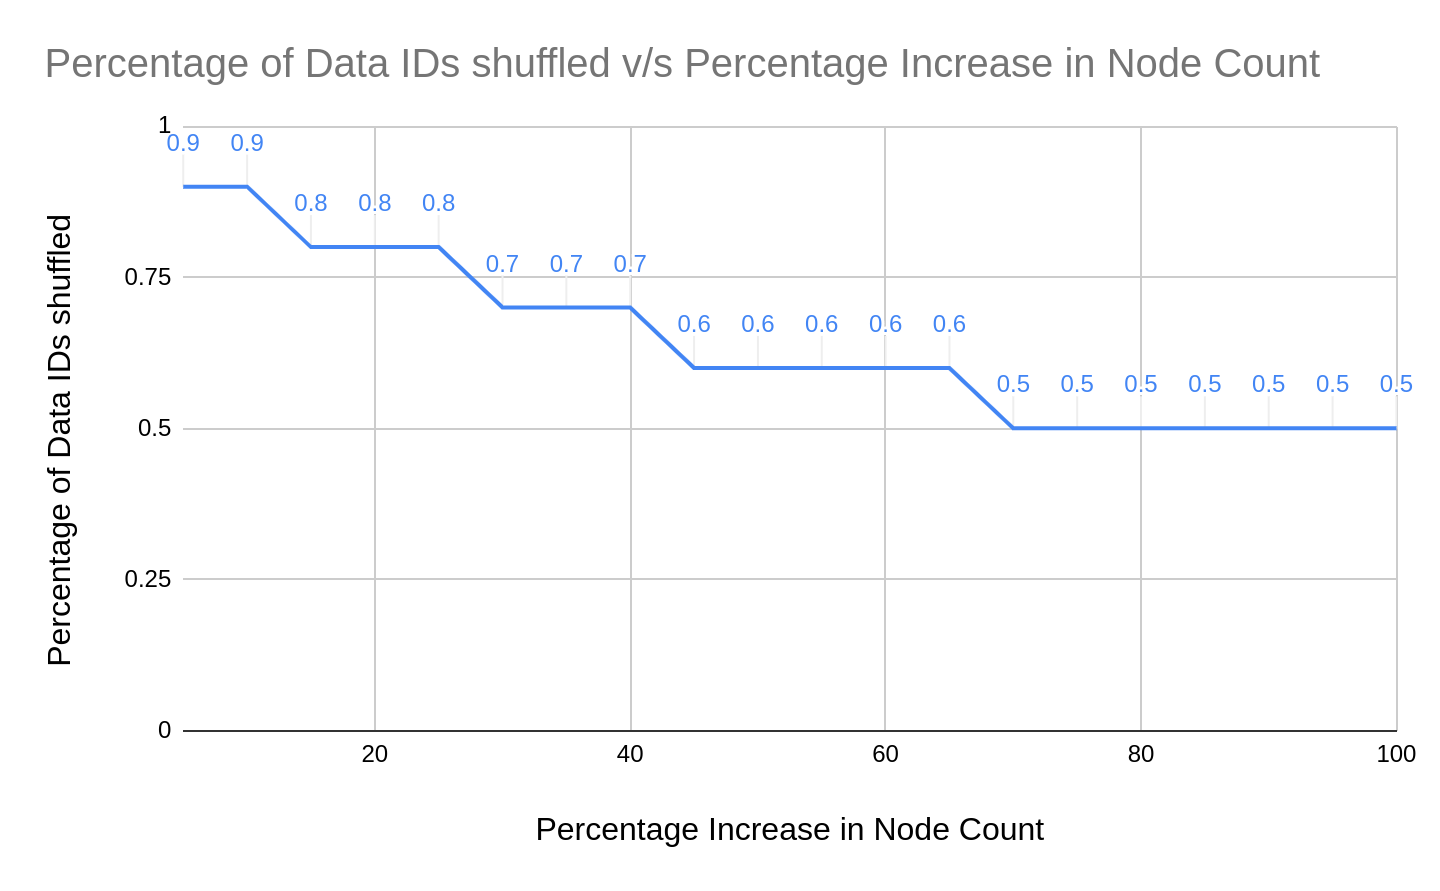 Percentage of Data IDs shuffled v/s Percentage Increase in Node Count
Percentage of Data IDs shuffled
1
0.75
0.5
0.25
0
0.9 0.9
0.8 0.8 0.8
0.7 0.7 0.7
0.6 0.6 0.6 0.6 0.6
0.5 0.5 0.5 0.5 0.5 0.5 0.5
20 40 60 80 100
Percentage Increase in Node Count